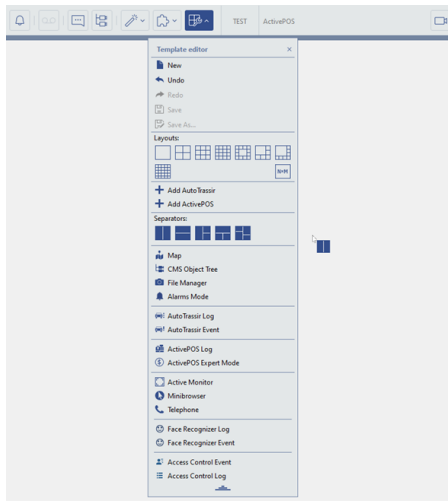 TEST
ActivePOS
Template editor
New
Undo
Redo
Save
Save As...
Layouts:
N×M
Add AutoTrassir
Add ActivePOS
Separators:
Map
CMS Object Tree
File Manager
Alarms Mode
AutoTrassir Log
AutoTrassir Event
ActivePOS Log
ActivePOS Expert Mode
Active Monitor
Minibrowser
Telephone
Face Recognizer Log
Face Recognizer Event
Access Control Event
Access Control Log